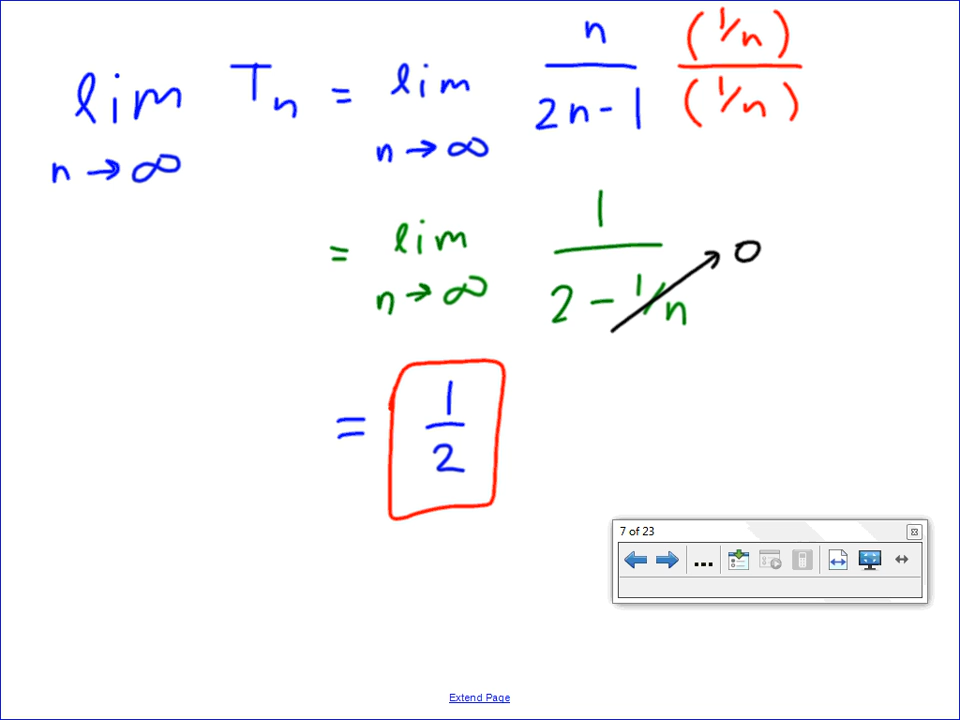 lim Tₙ = lim n/(2n-1) (1/n)/(1/n)
n→∞ n→∞
= lim 1/(2 - 1/n) → 0
n→∞
= 1/2
7 of 23
...
Extend Page